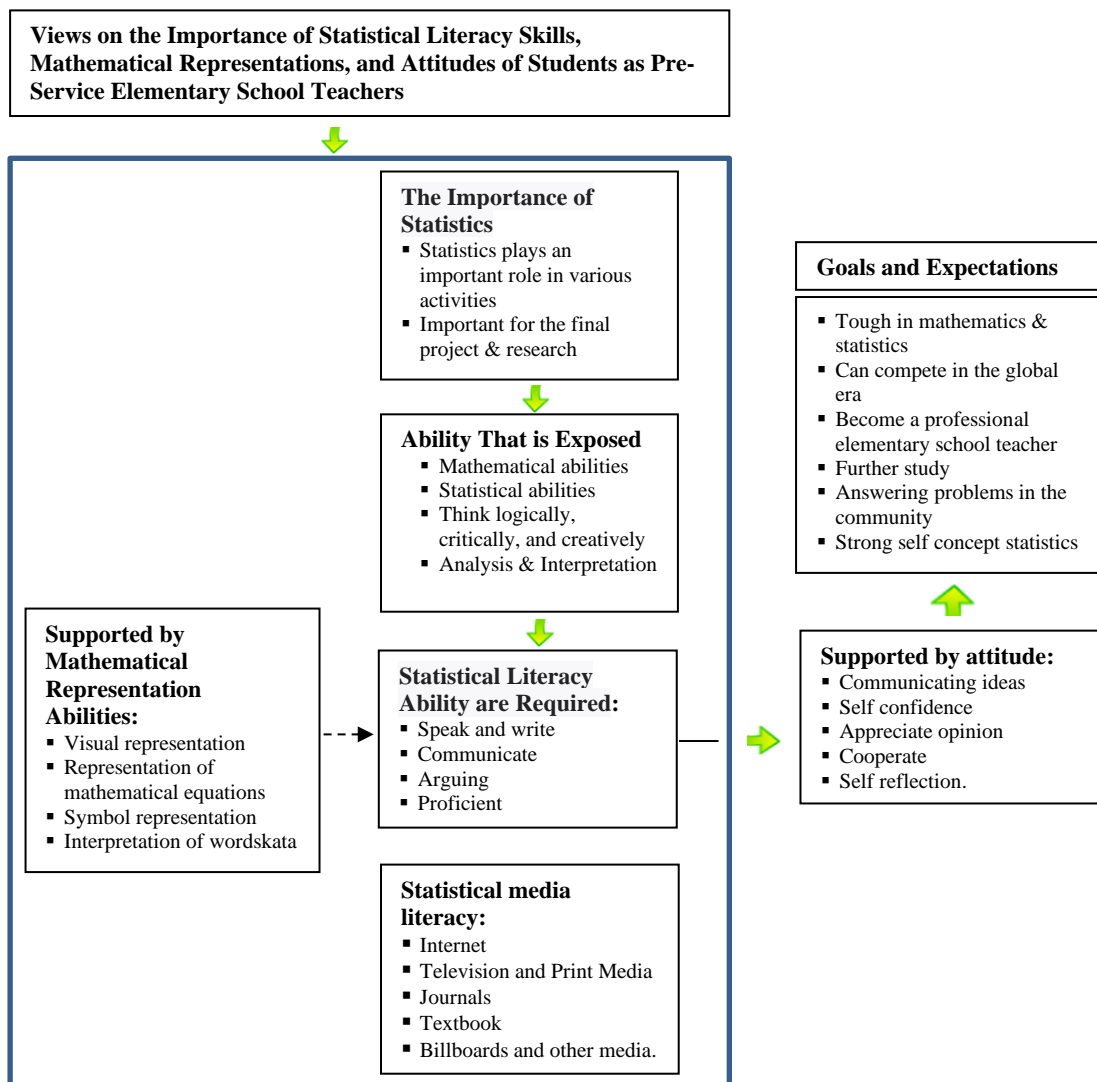 Views on the Importance of Statistical Literacy Skills,
Mathematical Representations, and Attitudes of Students as Pre-
Service Elementary School Teachers
The Importance of
Statistics
▪ Statistics plays an
important role in various
activities
▪ Important for the final
project & research
Ability That is Exposed
▪ Mathematical abilities
▪ Statistical abilities
▪ Think logically,
critically, and creatively
▪ Analysis & Interpretation
Supported by
Mathematical
Representation
Abilities:
▪ Visual representation
▪ Representation of
mathematical equations
▪ Symbol representation
▪ Interpretation of wordskata
Statistical Literacy
Ability are Required:
▪ Speak and write
▪ Communicate
▪ Arguing
▪ Proficient
Statistical media
literacy:
▪ Internet
▪ Television and Print Media
▪ Journals
▪ Textbook
▪ Billboards and other media.
Goals and Expectations
▪ Tough in mathematics &
statistics
▪ Can compete in the global
era
▪ Become a professional
elementary school teacher
▪ Further study
▪ Answering problems in the
community
▪ Strong self concept statistics
Supported by attitude:
▪ Communicating ideas
▪ Self confidence
▪ Appreciate opinion
▪ Cooperate
▪ Self reflection.